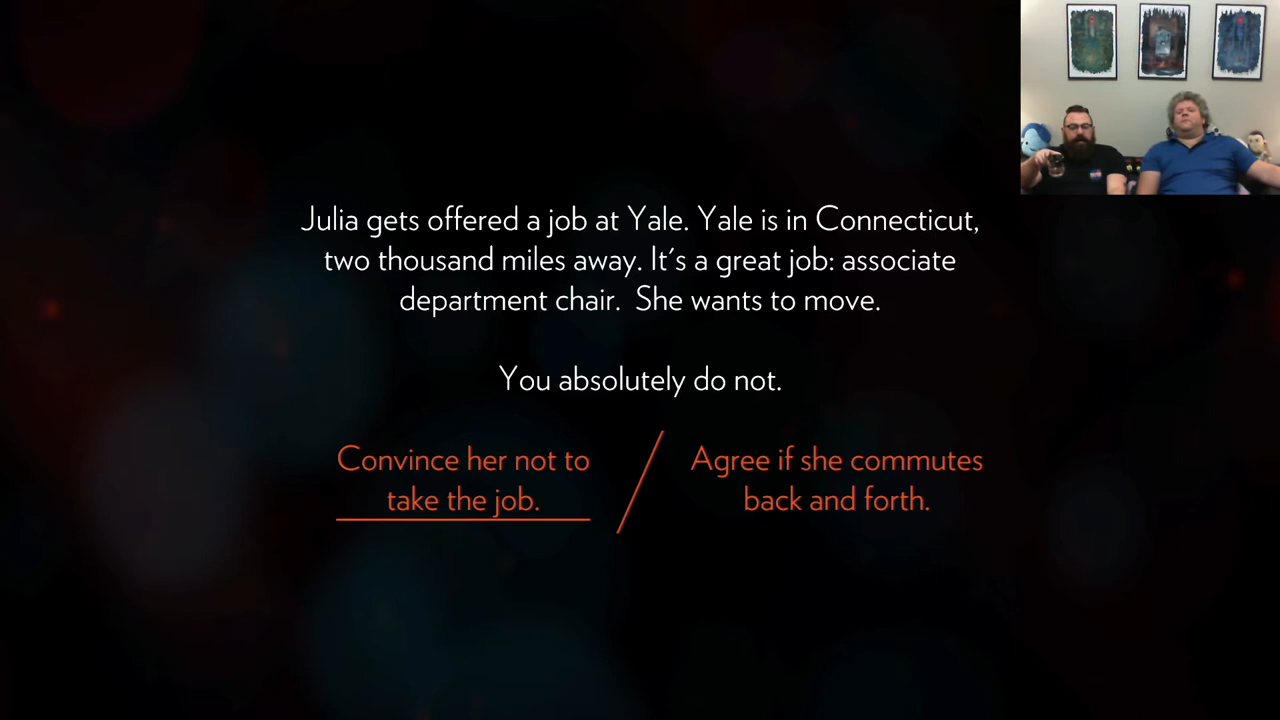 Julia gets offered a job at Yale. Yale is in Connecticut,
two thousand miles away. It's a great job: associate
department chair.  She wants to move.
You absolutely do not.
Convince her not to
take the job.
Agree if she commutes
back and forth.